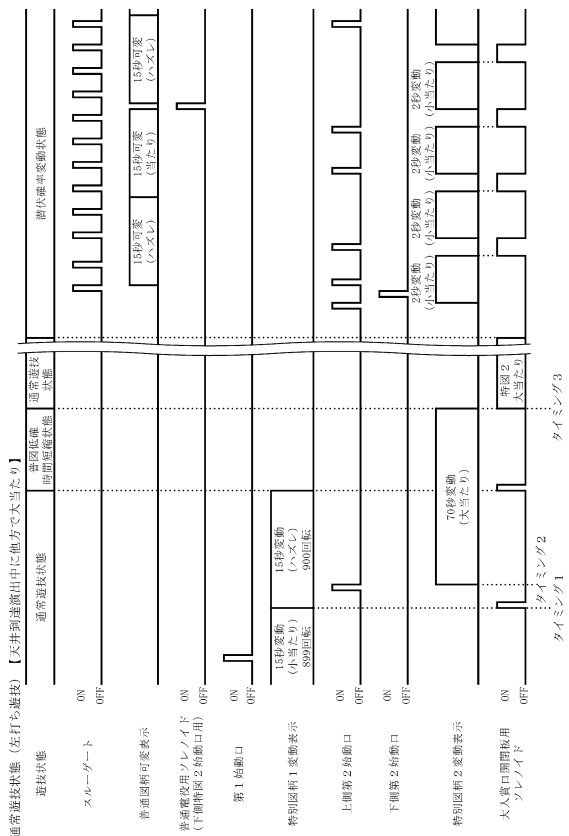 通常遊技状態（左打ち遊技）【天井到達演出中に他方で大当たり】
遊技状態
通常遊技状態
普図低確
時間短縮状態
通常遊技
状態
潜伏確率変動状態
スルーゲート
ON
OFF
普通図柄可変表示
15秒可変
（ハズレ）
15秒可変
（当たり）
15秒可変
（ハズレ）
普通電役用ソレノイド
（下側特図２始動口用）
ON
OFF
第１始動口
ON
OFF
特別図柄１変動表示
15秒変動
（小当たり）
899回転
15秒変動
（ハズレ）
900回転
上側第２始動口
ON
OFF
下側第２始動口
ON
OFF
特別図柄２変動表示
70秒変動
（大当たり）
2秒変動
（小当たり）
2秒変動
（小当たり）
2秒変動
（小当たり）
2秒変動
（小当たり）
大入賞口開閉板用
ソレノイド
ON
OFF
特図２
大当たり
タイミング１
タイミング２
タイミング３